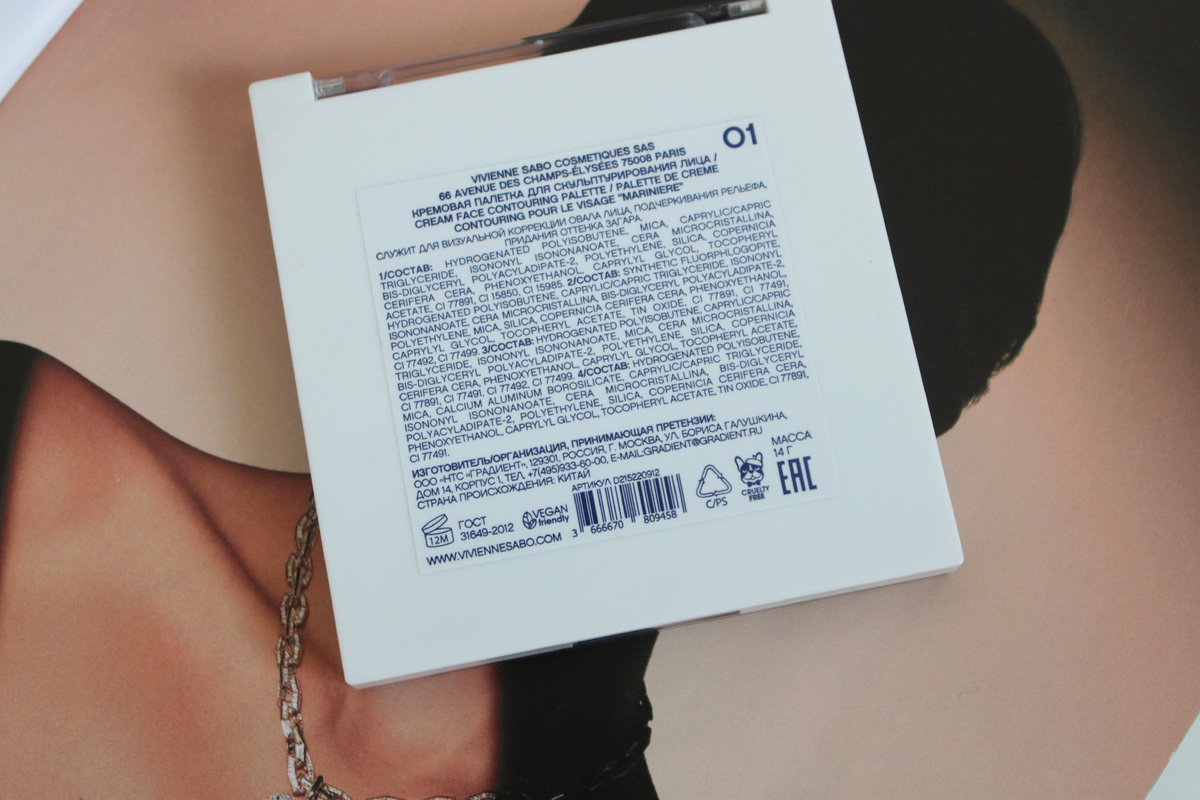 01
VIVIENNE SABO COSMETIQUES SAS
66 AVENUE DES CHAMPS-ÉLYSÉES 75008 PARIS
КРЕМОВАЯ ПАЛЕТКА ДЛЯ СКУЛЬПТУРИРОВАНИЯ ЛИЦА /
CREAM FACE CONTOURING PALETTE / PALETTE DE CREME
CONTOURING POUR LE VISAGE "MARINIERE"
СЛУЖИТ ДЛЯ ВИЗУАЛЬНОЙ КОРРЕКЦИИ ОВАЛА ЛИЦА, ПОДЧЕРКИВАНИЯ РЕЛЬЕФА,
ПРИДАНИЯ ОТТЕНКА ЗАГАРА.
1/СОСТАВ: HYDROGENATED POLYISOBUTENE, MICA, CAPRYLIC/CAPRIC
TRIGLYCERIDE, ISONONYL ISONONANOATE, CERA MICROCRISTALLINA,
BIS-DIGLYCERYL POLYACYLADIPATE-2, POLYETHYLENE, SILICA, COPERNICIA
CERIFERA CERA, PHENOXYETHANOL, CAPRYLYL GLYCOL, TOCOPHERYL
ACETATE, CI 77891, CI 15850, CI 15985. 2/СОСТАВ: SYNTHETIC FLUORPHLOGOPITE,
HYDROGENATED POLYISOBUTENE, CAPRYLIC/CAPRIC TRIGLYCERIDE, ISONONYL
ISONONANOATE, CERA MICROCRISTALLINA, BIS-DIGLYCERYL POLYACYLADIPATE-2,
POLYETHYLENE, MICA, SILICA, COPERNICIA CERIFERA CERA, PHENOXYETHANOL,
CAPRYLYL GLYCOL, TOCOPHERYL ACETATE, TIN OXIDE, CI 77891, CI 77491,
CI 77492, CI 77499. 3/СОСТАВ: HYDROGENATED POLYISOBUTENE, CAPRYLIC/CAPRIC
TRIGLYCERIDE, ISONONYL ISONONANOATE, MICA, CERA MICROCRISTALLINA,
BIS-DIGLYCERYL POLYACYLADIPATE-2, POLYETHYLENE, SILICA, COPERNICIA
CERIFERA CERA, PHENOXYETHANOL, CAPRYLYL GLYCOL, TOCOPHERYL ACETATE,
CI 77891, CI 77491, CI 77492, CI 77499. 4/СОСТАВ: HYDROGENATED POLYISOBUTENE,
MICA, CALCIUM ALUMINUM BOROSILICATE, CAPRYLIC/CAPRIC TRIGLYCERIDE,
ISONONYL ISONONANOATE, CERA MICROCRISTALLINA, BIS-DIGLYCERYL
POLYACYLADIPATE-2, POLYETHYLENE, SILICA, COPERNICIA CERIFERA CERA,
PHENOXYETHANOL, CAPRYLYL GLYCOL, TOCOPHERYL ACETATE, TIN OXIDE, CI 77891,
CI 77491.
ИЗГОТОВИТЕЛЬ/ОРГАНИЗАЦИЯ, ПРИНИМАЮЩАЯ ПРЕТЕНЗИИ:
ООО «НТС «ГРАДИЕНТ», 129301, РОССИЯ, Г. МОСКВА, УЛ. БОРИСА ГАЛУШКИНА,
ДОМ 14, КОРПУС 1, ТЕЛ. +7(495)933-60-00, E-MAIL:GRADIENT@GRADIENT.RU
СТРАНА ПРОИСХОЖДЕНИЯ: КИТАЙ
АРТИКУЛ D215220912
МАССА
14 Г
12M
ГОСТ
31649-2012
VEGAN
friendly
3 666670 809458
C/PS
CRUELTY
FREE
EAC
WWW.VIVIENNESABO.COM